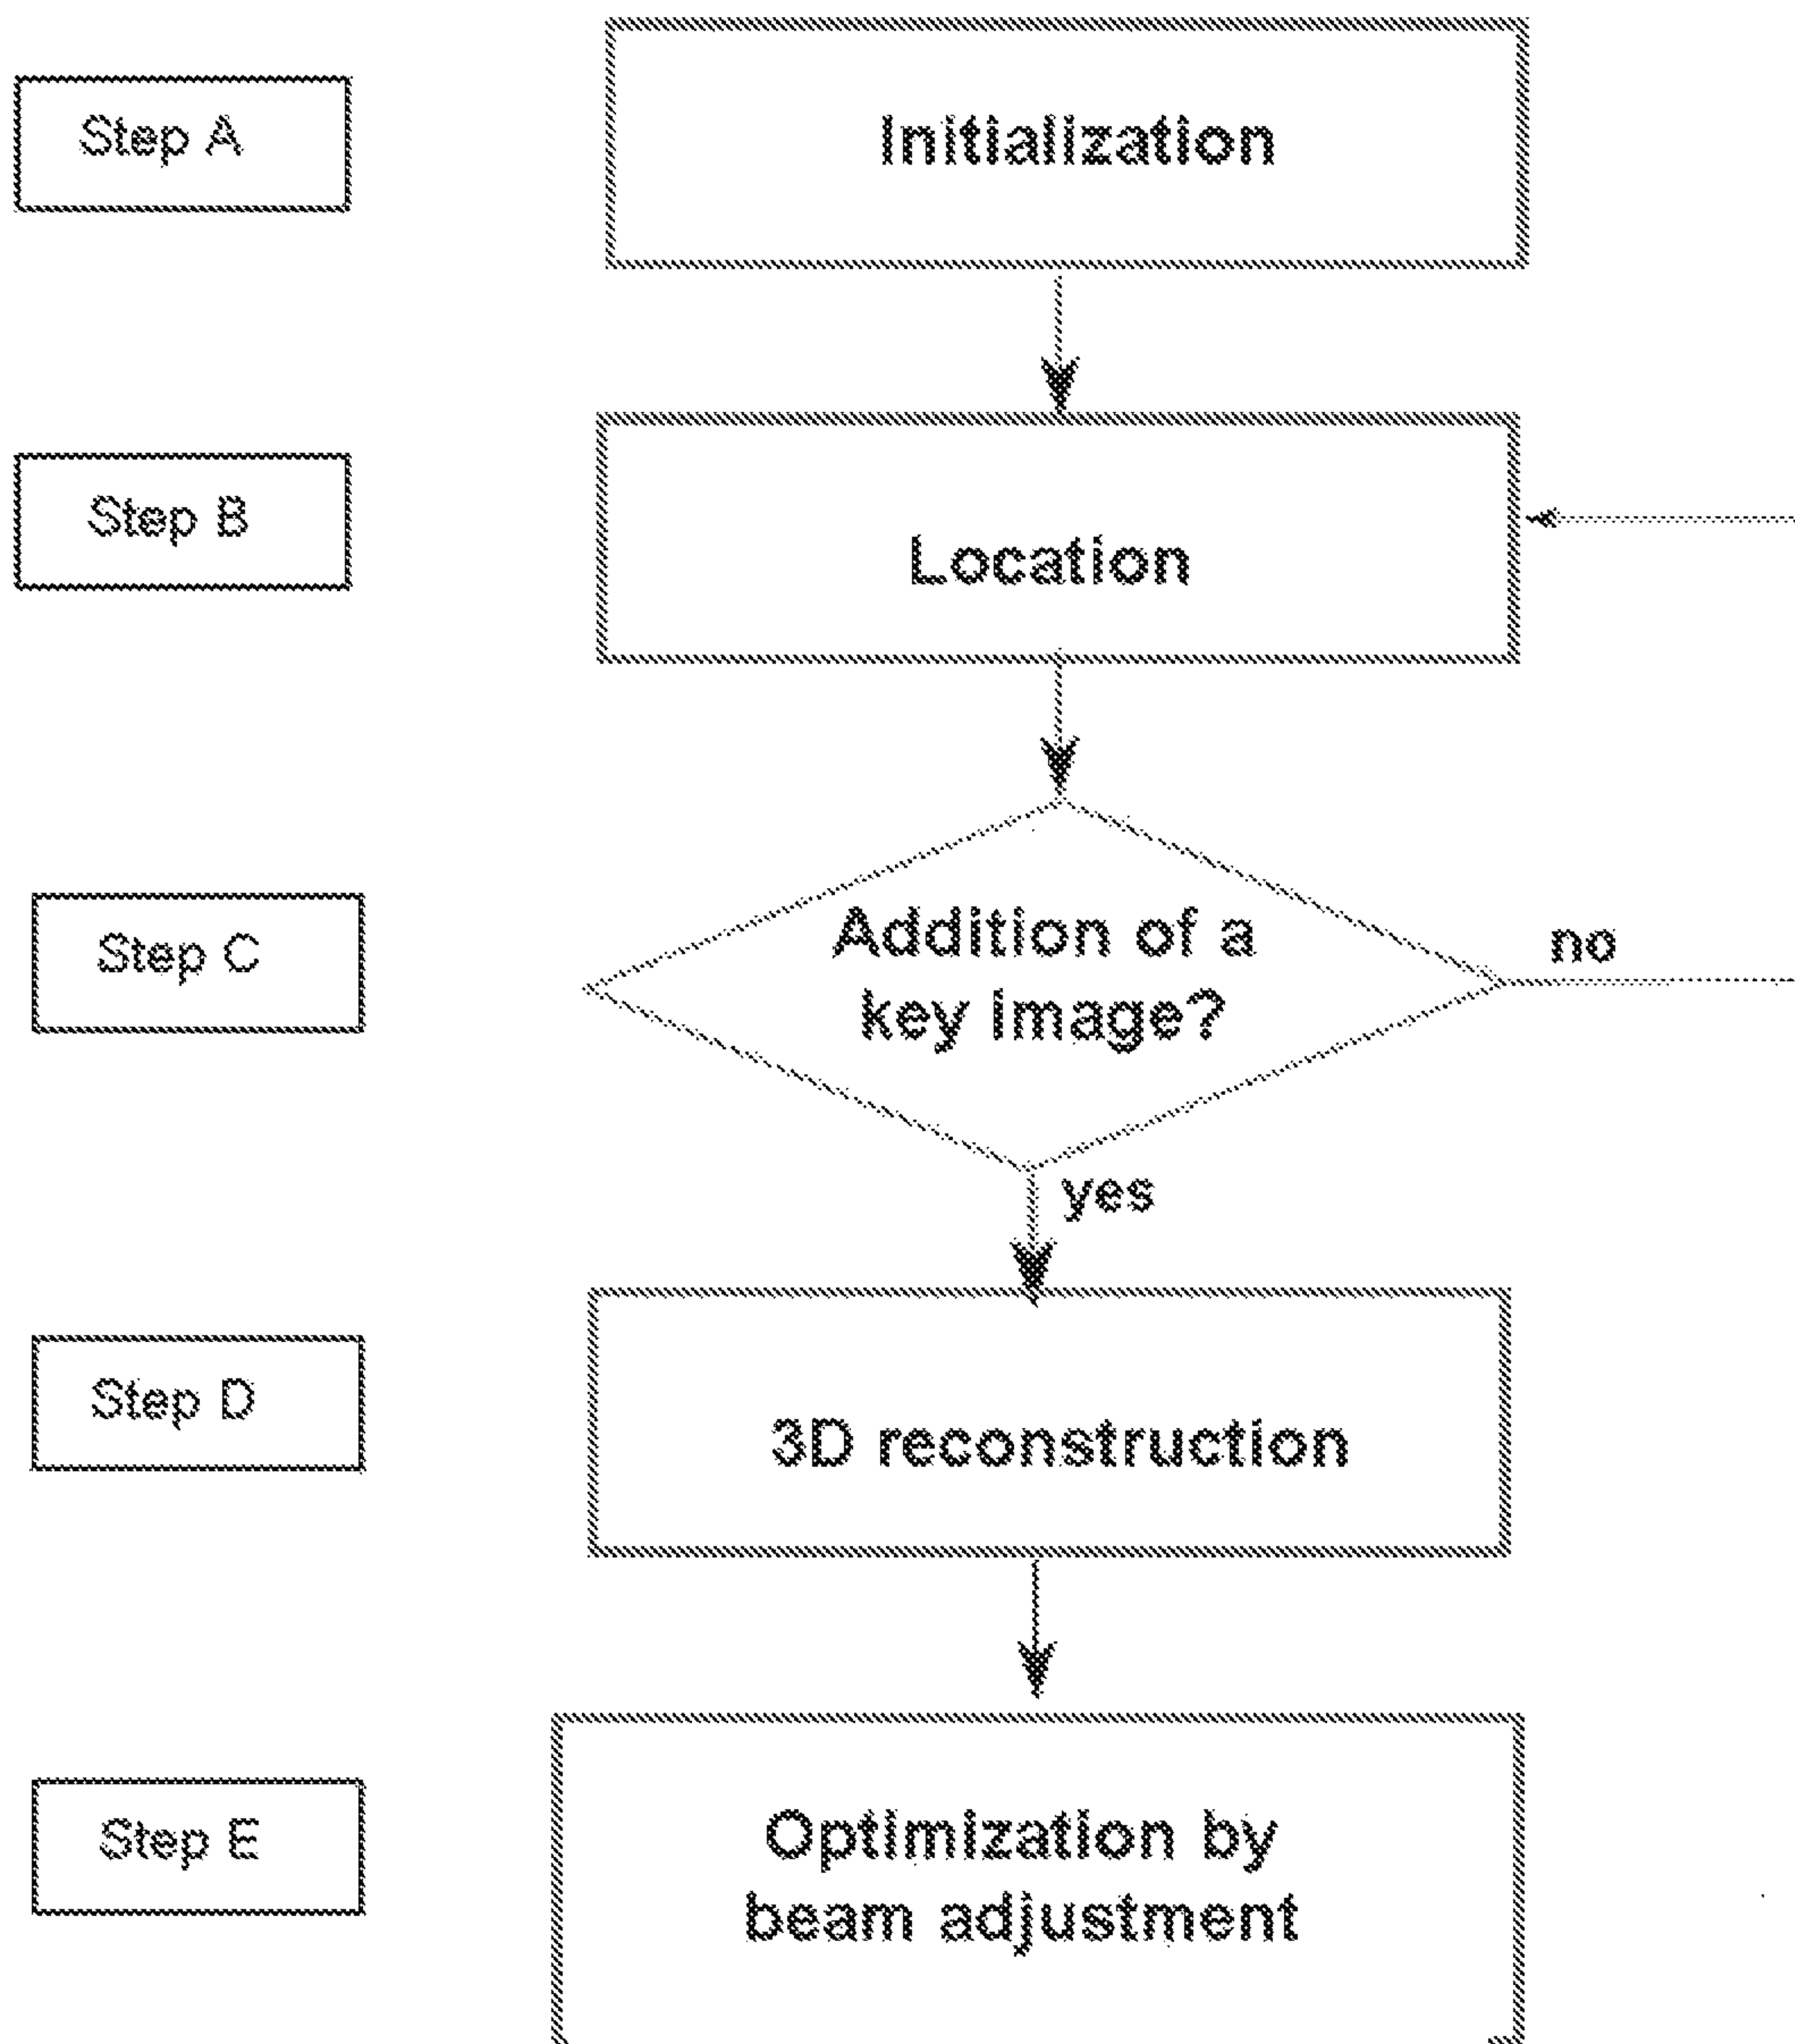 Step A
Initialization
Step B
Location
Step C
Addition of a
key image?
no
yes
Step D
3D reconstruction
Step E
Optimization by
beam adjustment